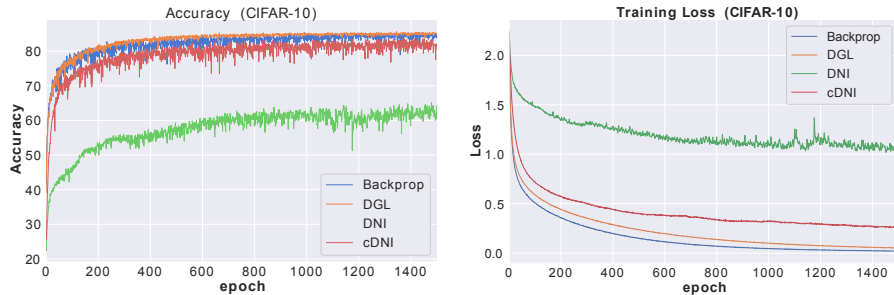 Accuracy (CIFAR-10)
Accuracy
80
70
60
50
40
30
20
0
200
400
600
800
1000
1200
1400
epoch
Backprop
DGL
DNI
cDNI
Training Loss (CIFAR-10)
Loss
2.0
1.5
1.0
0.5
0.0
0
200
400
600
800
1000
1200
1400
epoch
Backprop
DGL
DNI
cDNI